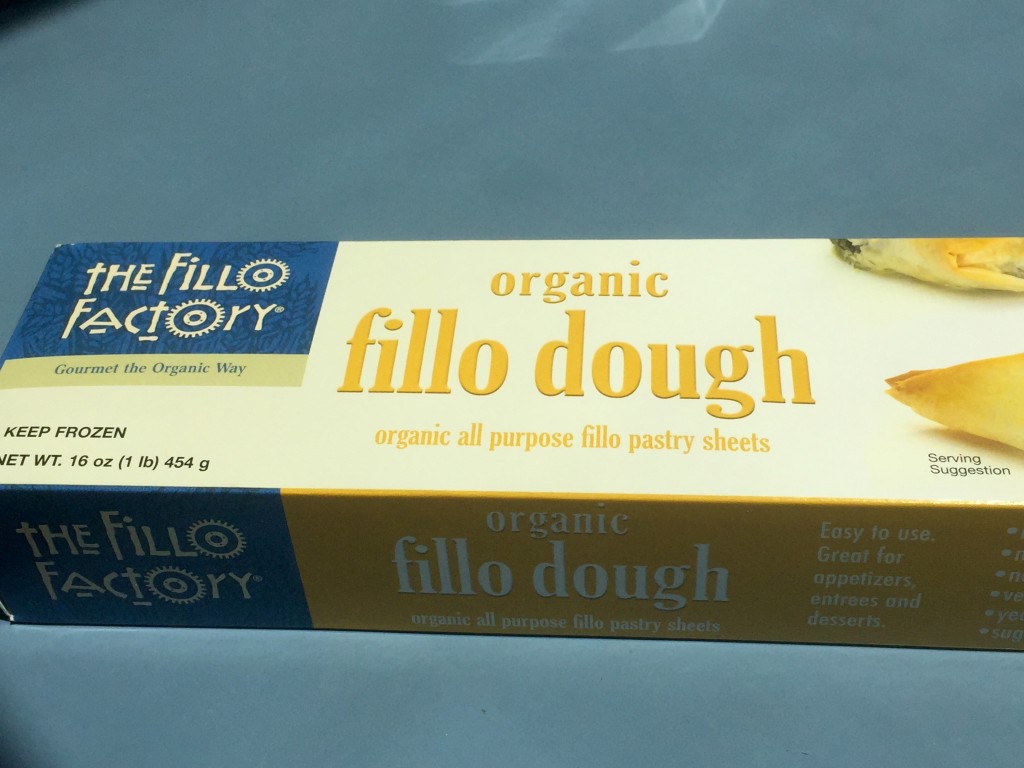 THE FILLO
FACTORY®
Gourmet the Organic Way
KEEP FROZEN
NET WT. 16 oz (1 lb) 454 g
organic
fillo dough
organic all purpose fillo pastry sheets
Serving
Suggestion
THE FILLO
FACTORY®
organic
fillo dough
organic all purpose fillo pastry sheets
Easy to use.
Great for
appetizers,
entrees and
desserts.